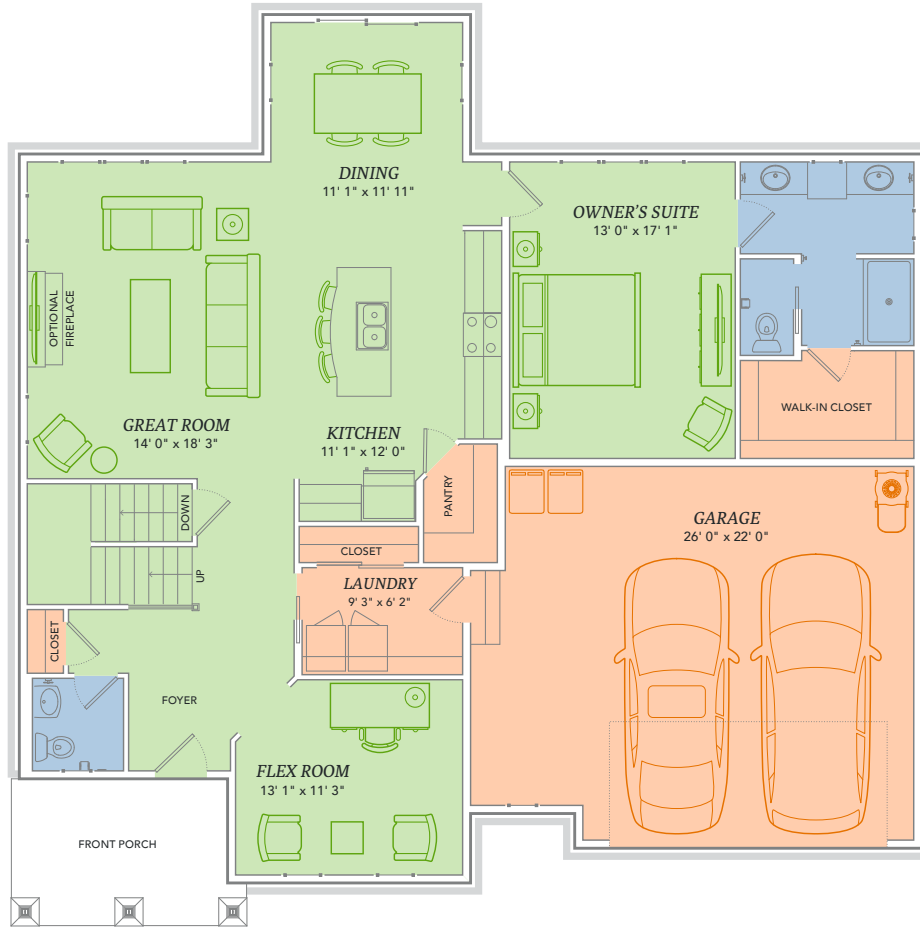 DINING
11' 1" x 11' 11"
OWNER'S SUITE
13' 0" x 17' 1"
OPTIONAL
FIREPLACE
GREAT ROOM
14' 0" x 18' 3"
KITCHEN
11' 1" x 12' 0"
WALK-IN CLOSET
PANTRY
DOWN
GARAGE
26' 0" x 22' 0"
CLOSET
UP
LAUNDRY
9' 3" x 6' 2"
CLOSET
FOYER
FLEX ROOM
13' 1" x 11' 3"
FRONT PORCH